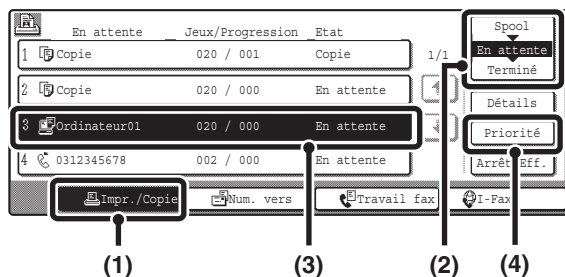 En attente Jeux/Progression Etat
1 Copie 020 / 001 Copie
2 Copie 020 / 000 En attente
3 Ordinateur01 020 / 000 En attente
4 0312345678 002 / 000 En attente
1/1
Spool
En attente
Terminé
Détails
Priorité
Arrêt/Eff.
Impr./Copie Num. vers Travail fax I-Fax
(1) (3) (2) (4)